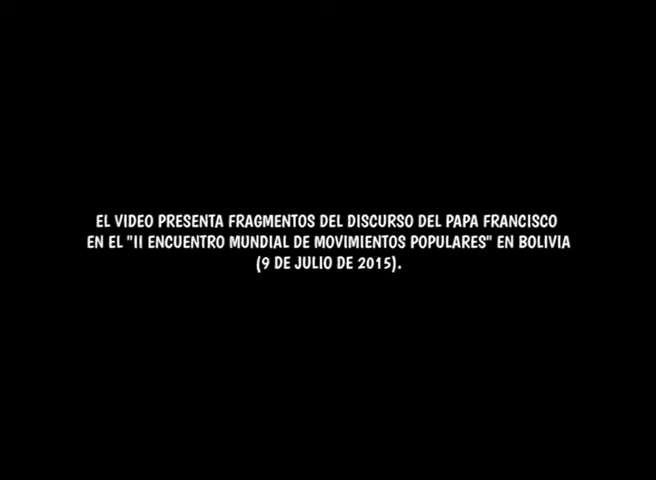 EL VIDEO PRESENTA FRAGMENTOS DEL DISCURSO DEL PAPA FRANCISCO
EN EL "II ENCUENTRO MUNDIAL DE MOVIMIENTOS POPULARES" EN BOLIVIA
(9 DE JULIO DE 2015).